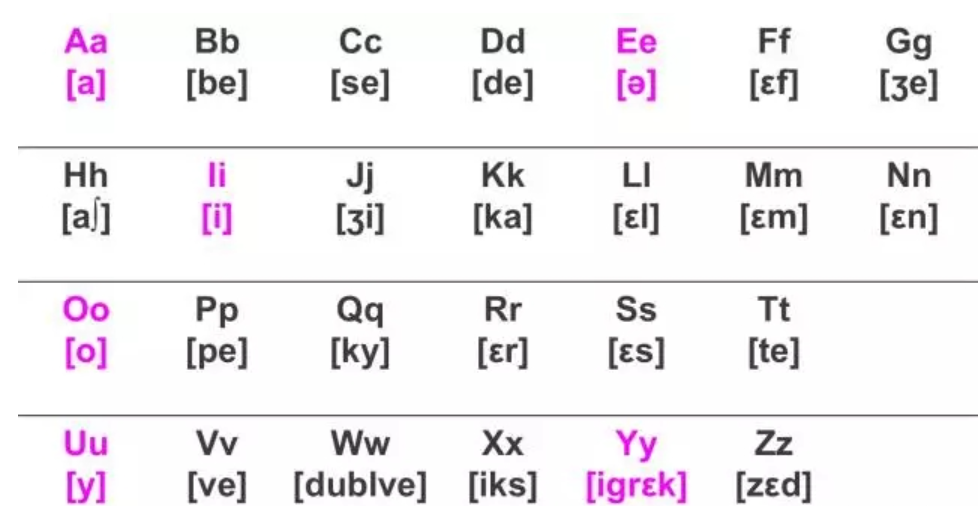 Aa Bb Cc Dd Ee Ff Gg
[a] [be] [se] [de] [ə] [ɛf] [ʒe]
Hh Ii Jj Kk Ll Mm Nn
[aʃ] [i] [ʒi] [ka] [ɛl] [ɛm] [ɛn]
Oo Pp Qq Rr Ss Tt
[o] [pe] [ky] [ɛr] [ɛs] [te]
Uu Vv Ww Xx Yy Zz
[y] [ve] [dublve] [iks] [igrɛk] [zɛd]